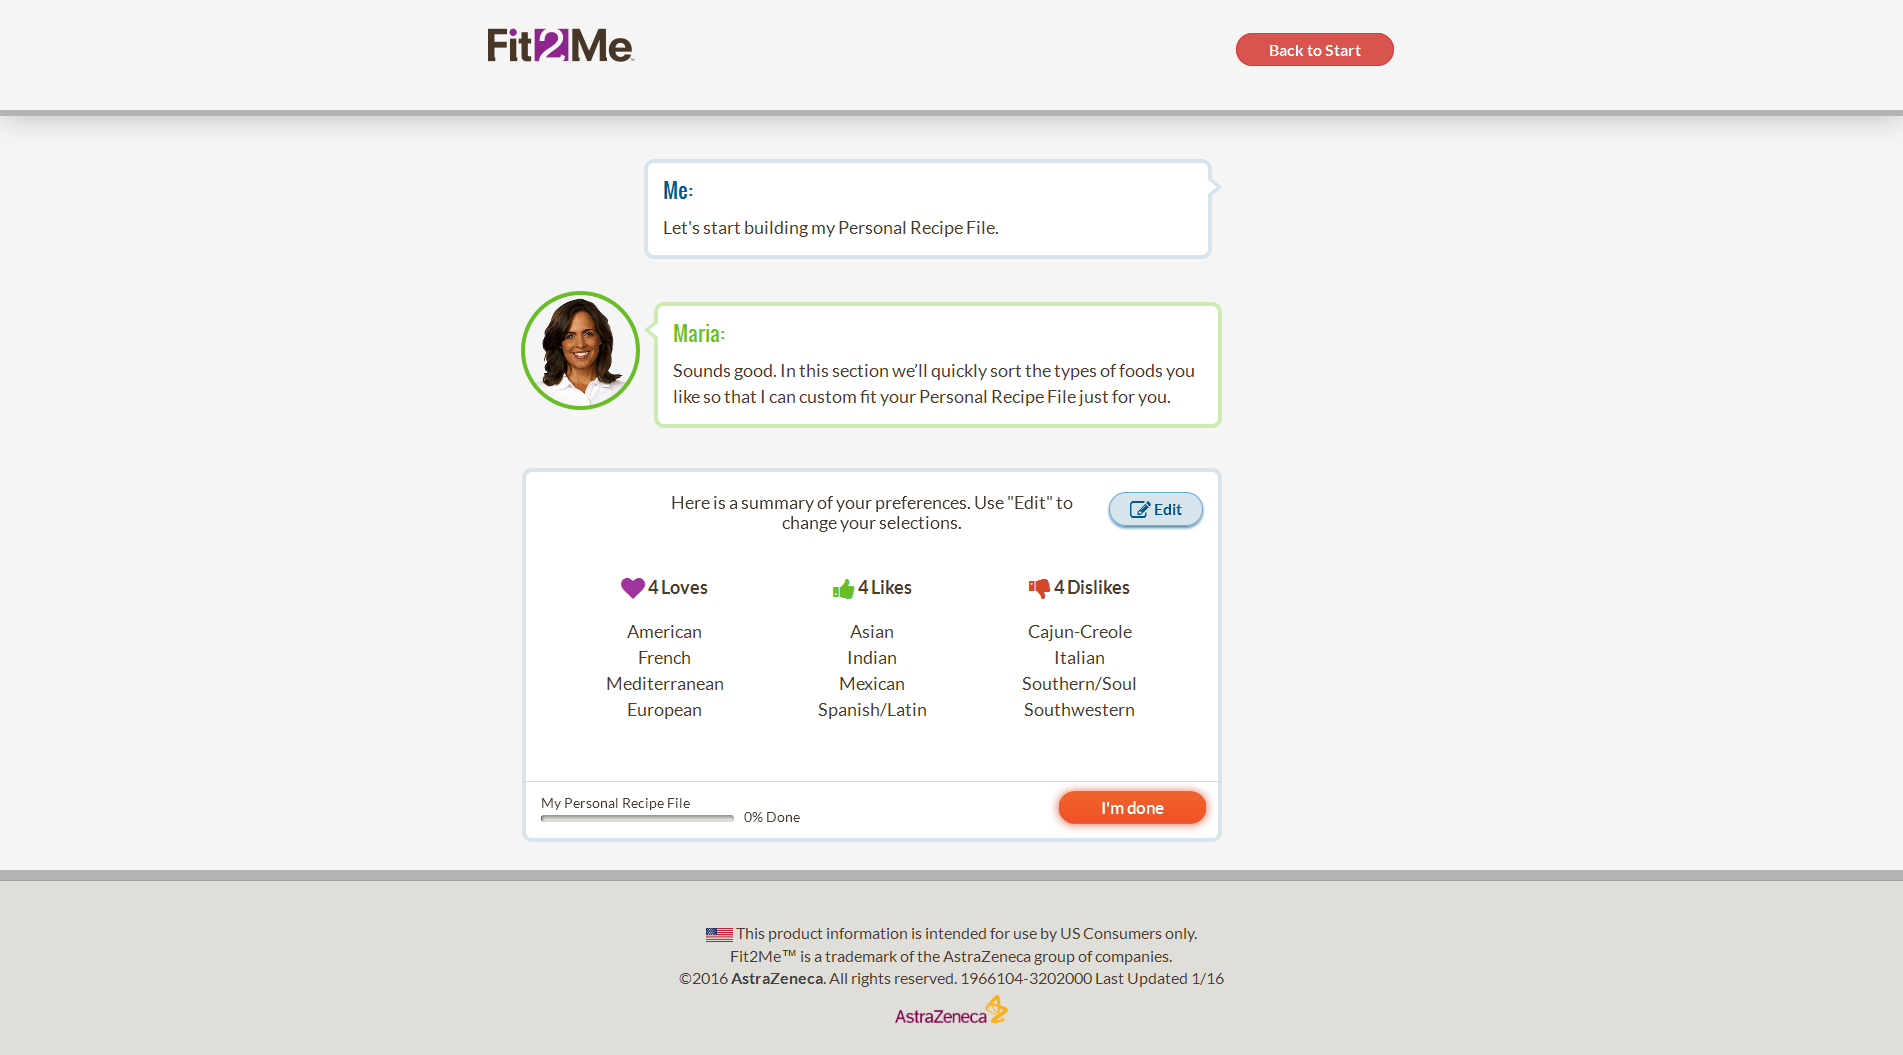 Fit2Me™
Back to Start
Me:
Let's start building my Personal Recipe File.
Maria:
Sounds good. In this section we’ll quickly sort the types of foods you
like so that I can custom fit your Personal Recipe File just for you.
Here is a summary of your preferences. Use "Edit" to
change your selections.
Edit
4 Loves
American
French
Mediterranean
European
4 Likes
Asian
Indian
Mexican
Spanish/Latin
4 Dislikes
Cajun-Creole
Italian
Southern/Soul
Southwestern
My Personal Recipe File
0% Done
I'm done
This product information is intended for use by US Consumers only.
Fit2Me™ is a trademark of the AstraZeneca group of companies.
©2016 AstraZeneca. All rights reserved. 1966104-3202000 Last Updated 1/16
AstraZeneca